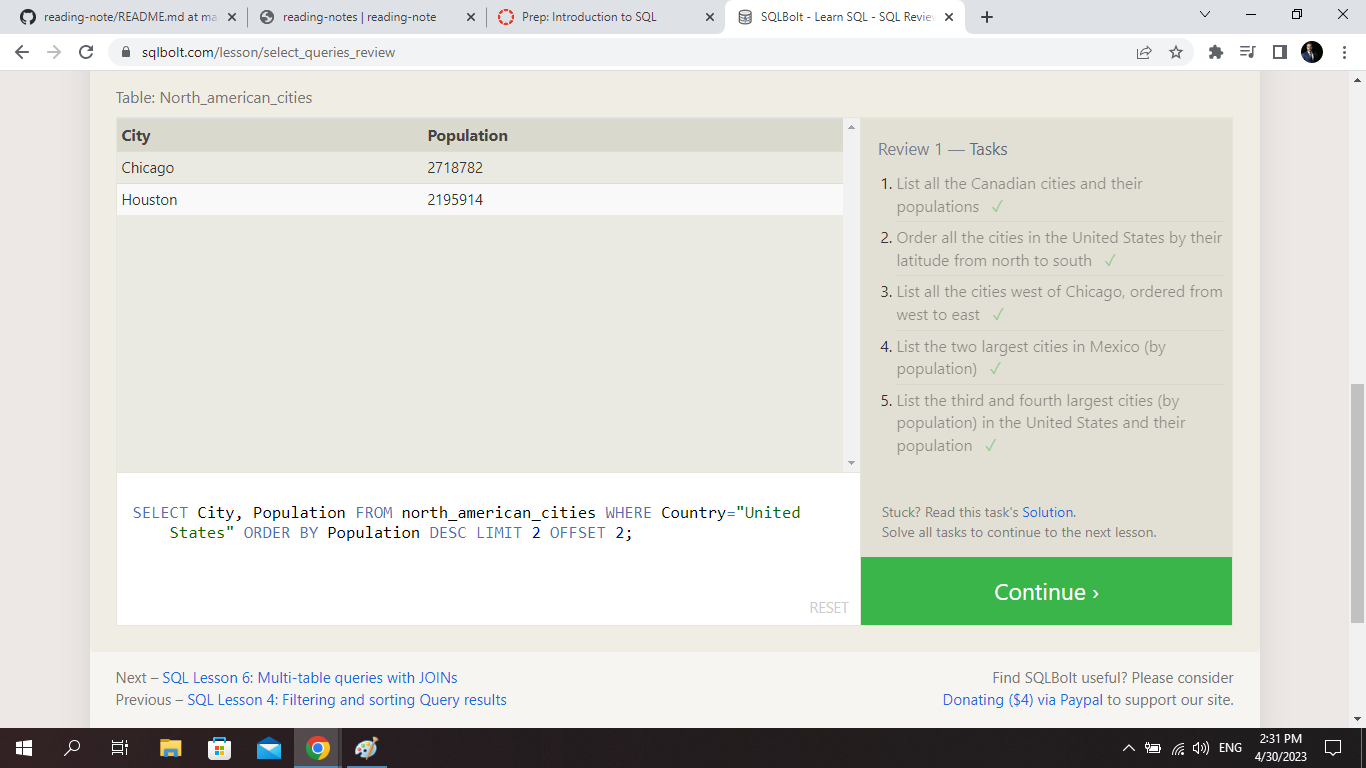 reading-note/README.md at ma
reading-notes | reading-note
Prep: Introduction to SQL
SQLBolt - Learn SQL - SQL Review
sqlbolt.com/lesson/select_queries_review
Table: North_american_cities
City Population
Chicago 2718782
Houston 2195914
Review 1 — Tasks
1. List all the Canadian cities and their
populations ✓
2. Order all the cities in the United States by their
latitude from north to south ✓
3. List all the cities west of Chicago, ordered from
west to east ✓
4. List the two largest cities in Mexico (by
population) ✓
5. List the third and fourth largest cities (by
population) in the United States and their
population ✓
SELECT City, Population FROM north_american_cities WHERE Country="United
States" ORDER BY Population DESC LIMIT 2 OFFSET 2;
RESET
Stuck? Read this task's Solution.
Solve all tasks to continue to the next lesson.
Continue ›
Next – SQL Lesson 6: Multi-table queries with JOINs
Previous – SQL Lesson 4: Filtering and sorting Query results
Find SQLBolt useful? Please consider
Donating ($4) via Paypal to support our site.
ENG
2:31 PM
4/30/2023